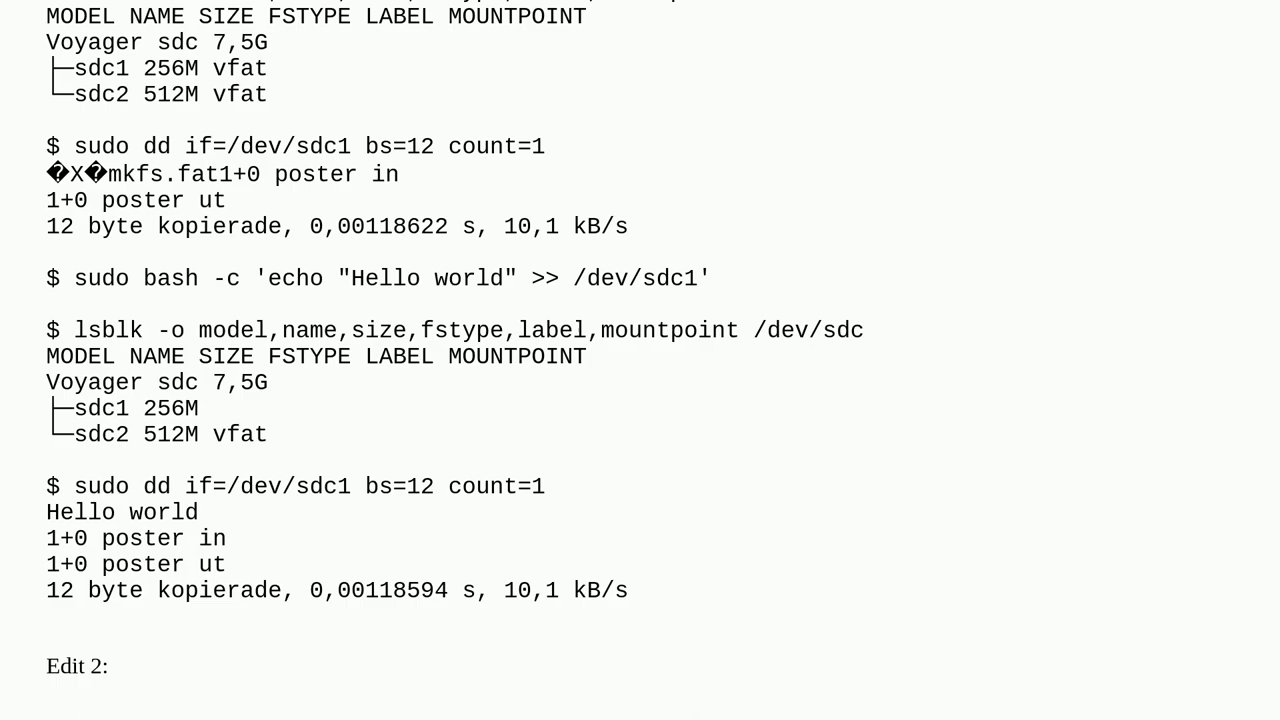 MODEL NAME SIZE FSTYPE LABEL MOUNTPOINT
Voyager sdc 7,5G
├─sdc1 256M vfat
└─sdc2 512M vfat
$ sudo dd if=/dev/sdc1 bs=12 count=1
�X�mkfs.fat1+0 poster in
1+0 poster ut
12 byte kopierade, 0,00118622 s, 10,1 kB/s
$ sudo bash -c 'echo "Hello world" >> /dev/sdc1'
$ lsblk -o model,name,size,fstype,label,mountpoint /dev/sdc
MODEL NAME SIZE FSTYPE LABEL MOUNTPOINT
Voyager sdc 7,5G
├─sdc1 256M
└─sdc2 512M vfat
$ sudo dd if=/dev/sdc1 bs=12 count=1
Hello world
1+0 poster in
1+0 poster ut
12 byte kopierade, 0,00118594 s, 10,1 kB/s
Edit 2: